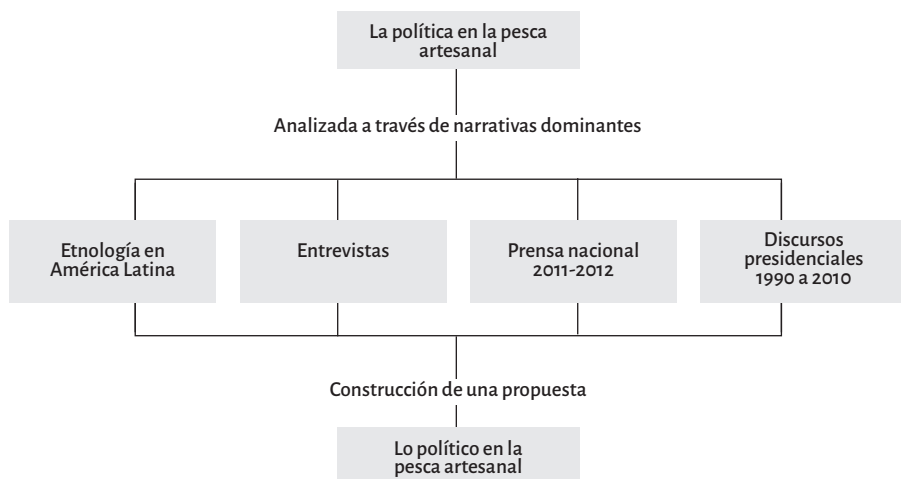 La política en la pesca
artesanal
Analizada a través de narrativas dominantes
Etnología en
América Latina
Entrevistas
Prensa nacional
2011-2012
Discursos
presidenciales
1990 a 2010
Construcción de una propuesta
Lo político en la
pesca artesanal